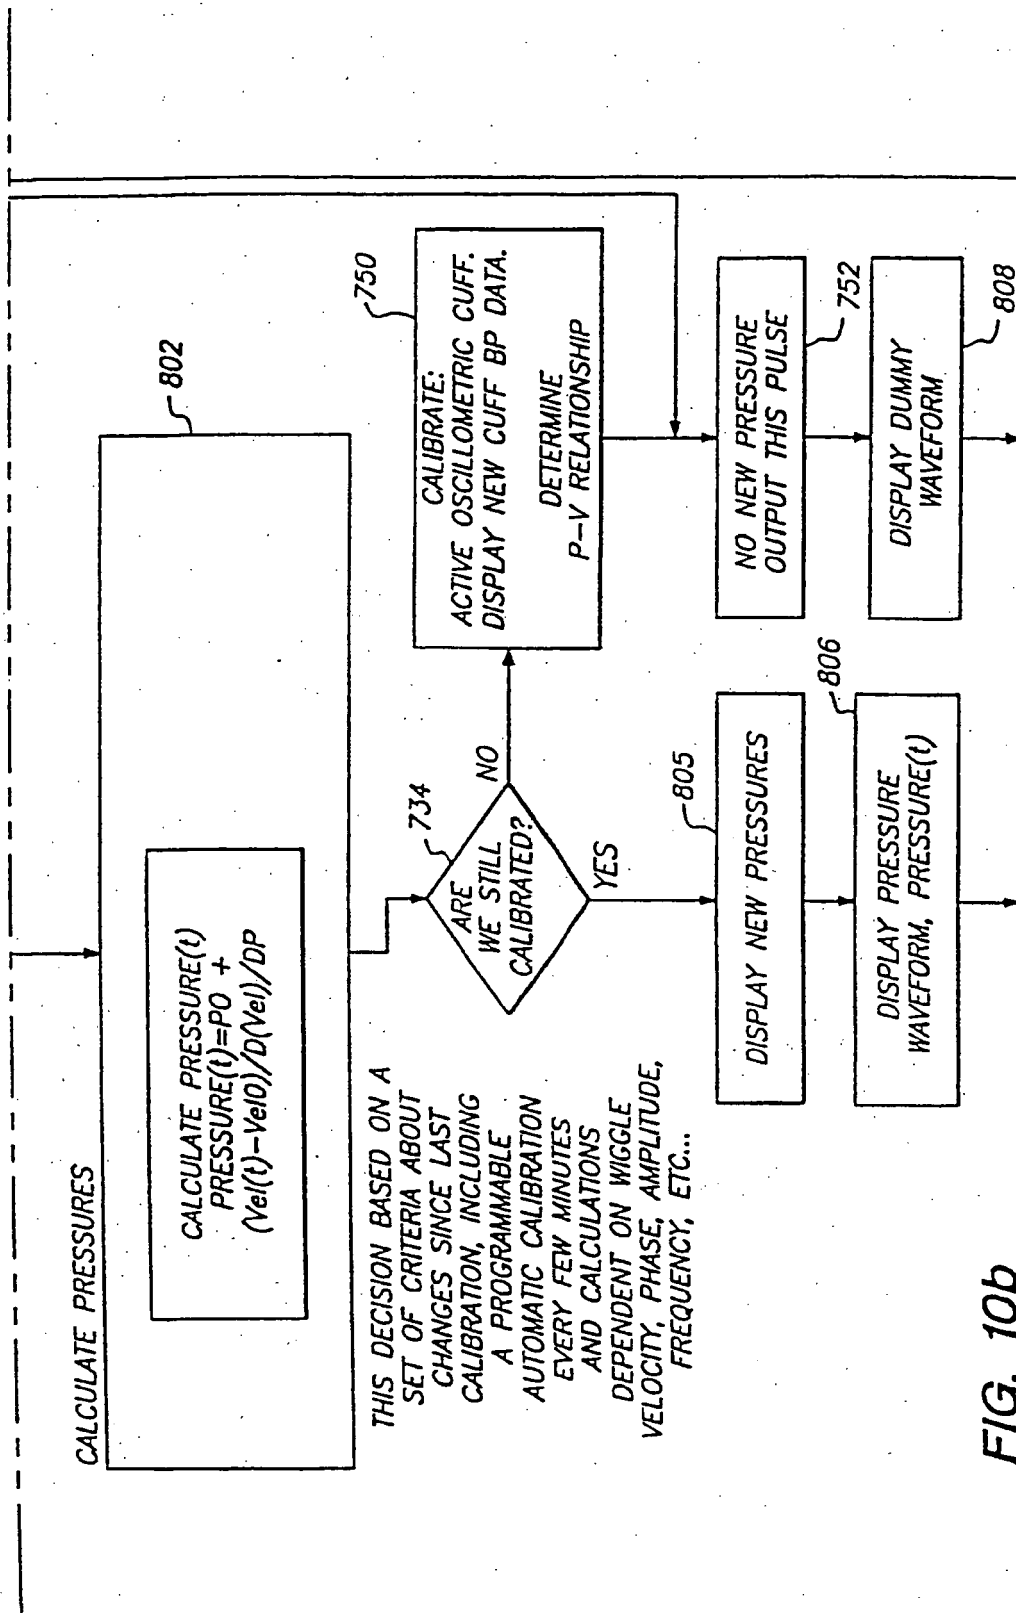 CALCULATE PRESSURES
802
CALCULATE PRESSURE(t)
PRESSURE(t)=PO +
(Vel(t)-Vel0)/D(Vel)/DP
THIS DECISION BASED ON A
SET OF CRITERIA ABOUT
CHANGES SINCE LAST
CALIBRATION, INCLUDING
A PROGRAMMABLE
AUTOMATIC CALIBRATION
EVERY FEW MINUTES
AND CALCULATIONS
DEPENDENT ON WIGGLE
VELOCITY, PHASE, AMPLITUDE,
FREQUENCY, ETC...
734
ARE
WE STILL
CALIBRATED?
NO
YES
750
CALIBRATE:
ACTIVE OSCILLOMETRIC CUFF.
DISPLAY NEW CUFF BP DATA.
DETERMINE
P-V RELATIONSHIP
805
DISPLAY NEW PRESSURES
806
DISPLAY PRESSURE
WAVEFORM, PRESSURE(t)
NO NEW PRESSURE
OUTPUT THIS PULSE
752
DISPLAY DUMMY
WAVEFORM
808
FIG. 10b